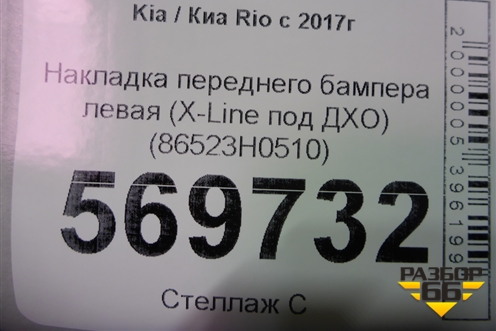 Kia / Киа Rio с 2017г
Накладка переднего бампера
левая (X-Line под ДХО)
(86523H0510)
569732
Стеллаж С
2000005396199
РАЗБОР
66